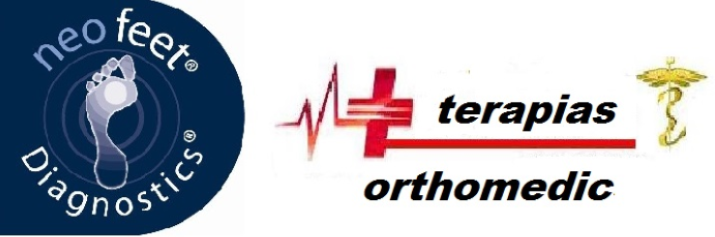 neo feet®
Diagnostics®
terapias
orthomedic